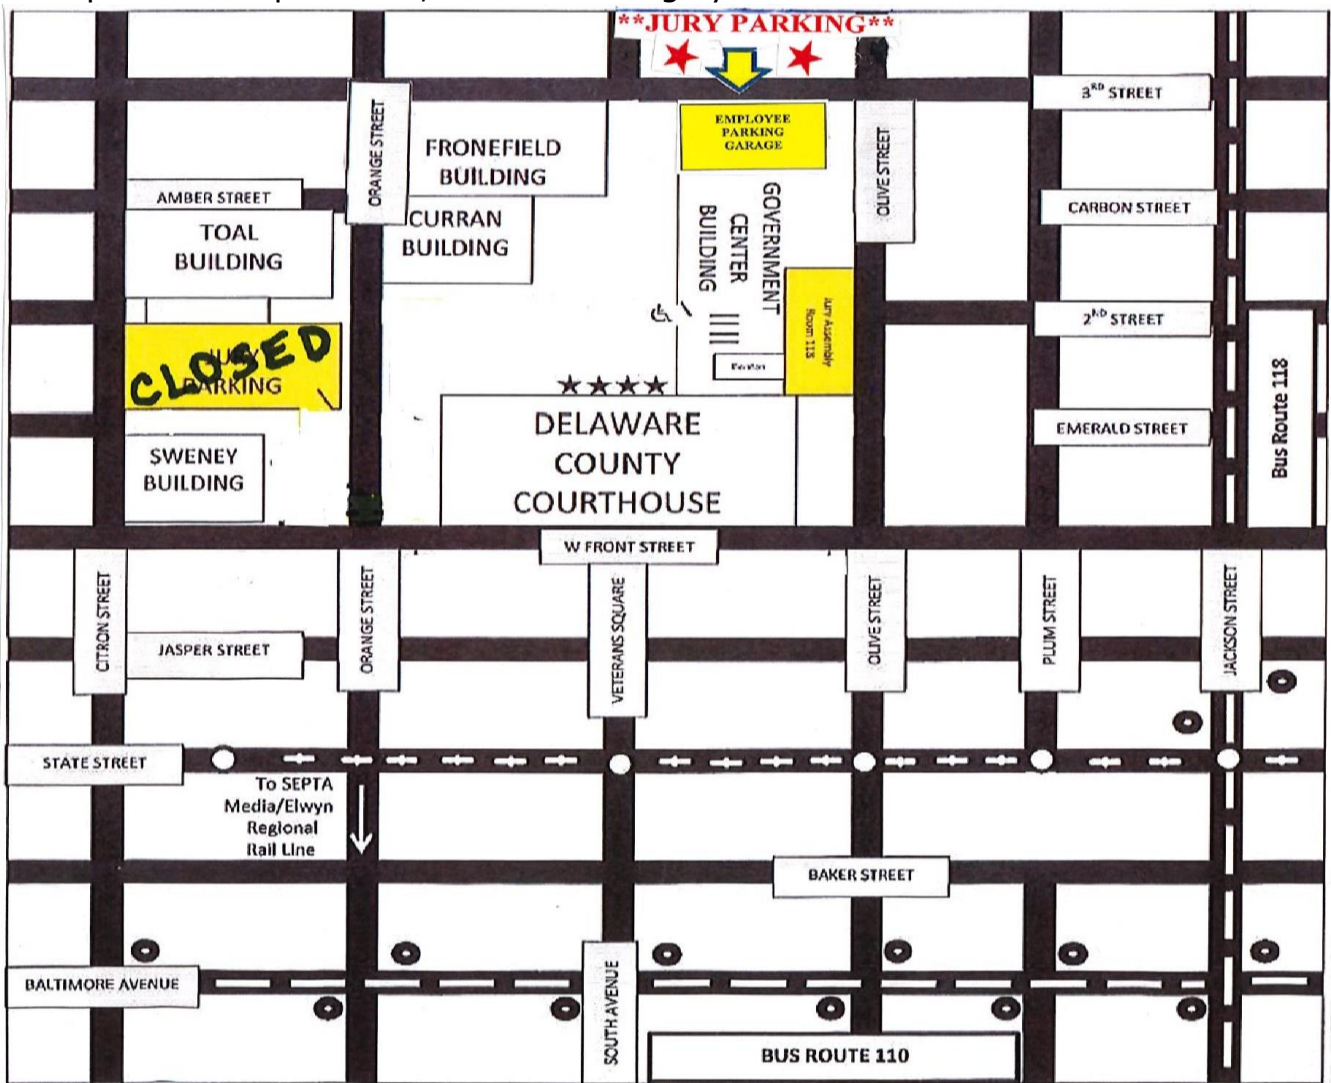 **JURY PARKING**
3RD STREET
EMPLOYEE
PARKING
GARAGE
ORANGE STREET
FRONEFIELD
BUILDING
OLIVE STREET
AMBER STREET
CARBON STREET
TOAL
BUILDING
CURRAN
BUILDING
GOVERNMENT
CENTER
BUILDING
Jury Assembly
Room 118
2ND STREET
JURY
PARKING
CLOSED
Bus Route 118
DELAWARE
COUNTY
COURTHOUSE
EMERALD STREET
SWENEY
BUILDING
W FRONT STREET
CITRON STREET
ORANGE STREET
VETERANS SQUARE
OLIVE STREET
PLUM STREET
JACKSON STREET
JASPER STREET
STATE STREET
To SEPTA
Media/Elwyn
Regional
Rail Line
BAKER STREET
BALTIMORE AVENUE
SOUTH AVENUE
BUS ROUTE 110